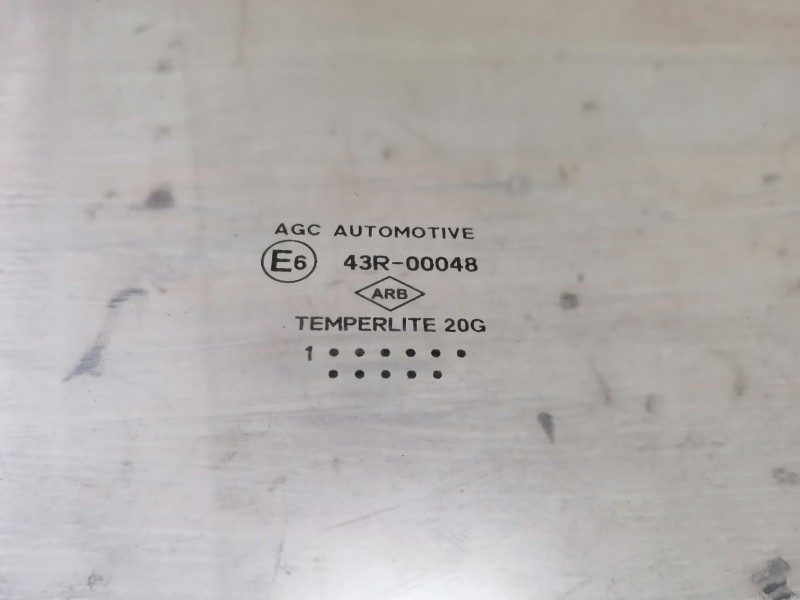 AGC AUTOMOTIVE
E6 43R-00048
ARB
TEMPERLITE 20G
1 • • • • • •
• • • • •